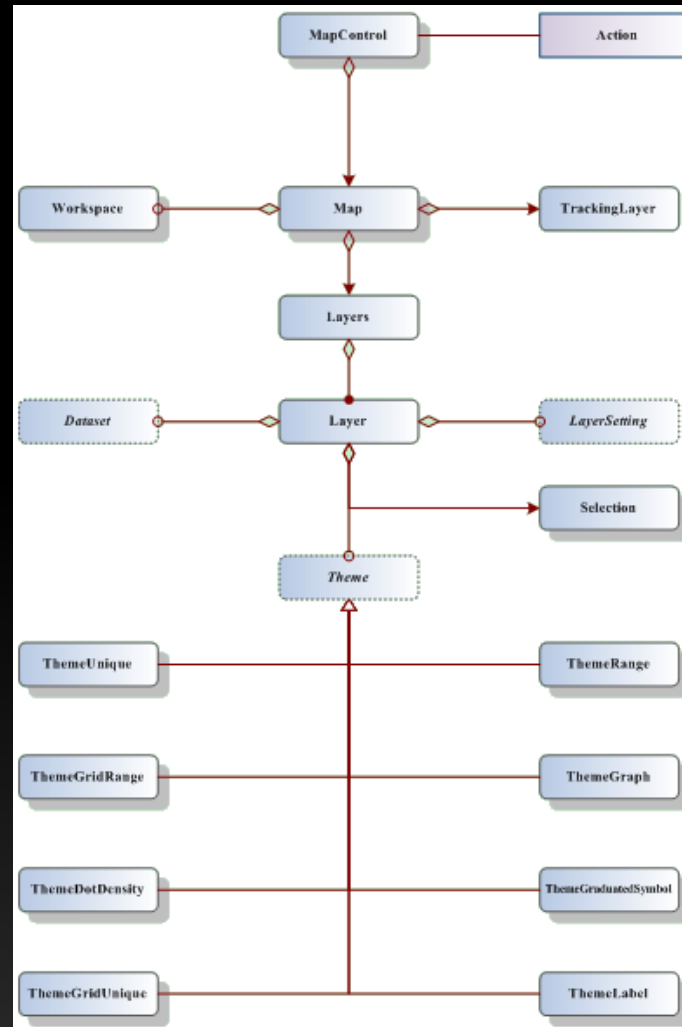 MapControl
Action
Workspace
Map
TrackingLayer
Layers
Dataset
Layer
LayerSetting
Selection
Theme
ThemeUnique
ThemeRange
ThemeGridRange
ThemeGraph
ThemeDotDensity
ThemeGraduatedSymbol
ThemeGridUnique
ThemeLabel